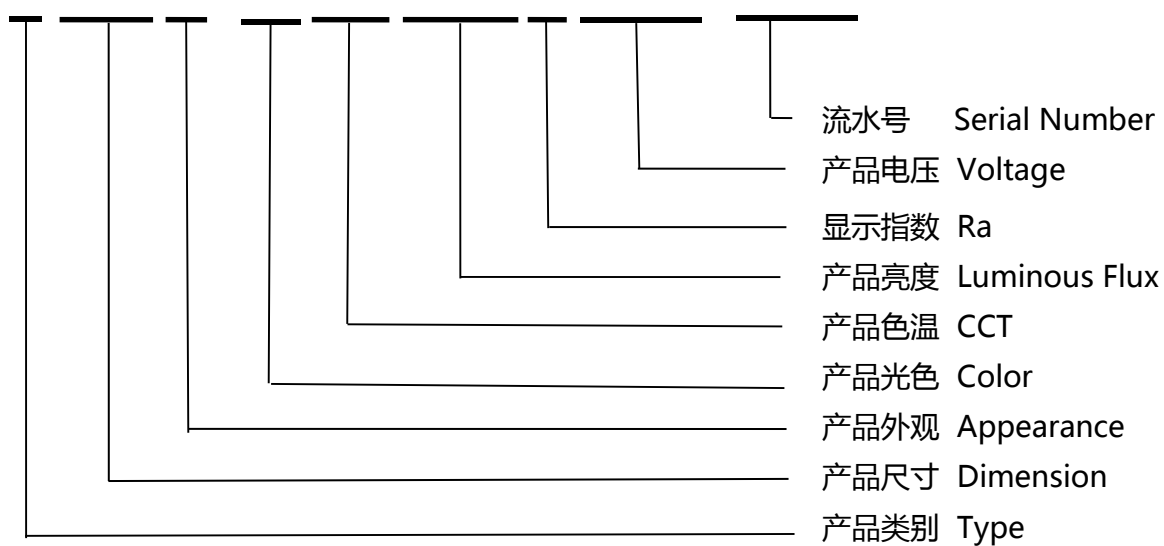 流水号 Serial Number
产品电压 Voltage
显示指数 Ra
产品亮度 Luminous Flux
产品色温 CCT
产品光色 Color
产品外观 Appearance
产品尺寸 Dimension
产品类别 Type